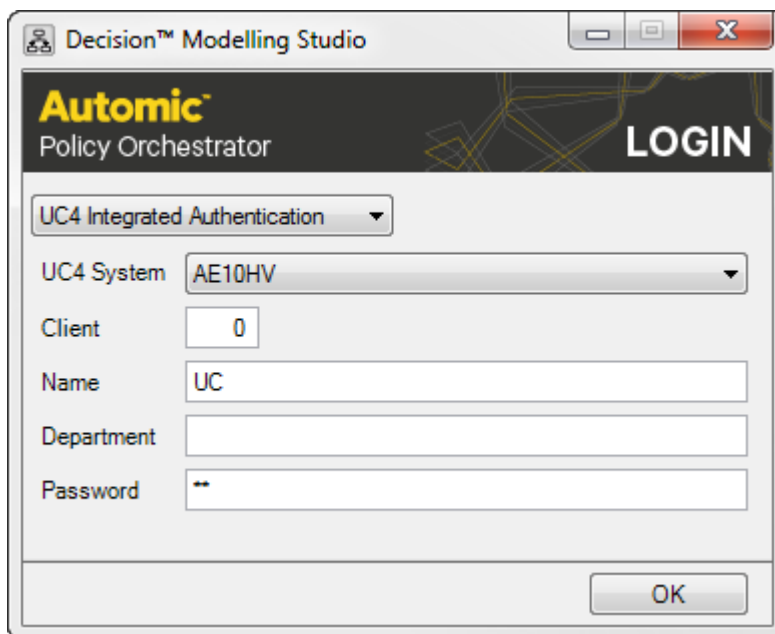 Decision™ Modelling Studio
Automic™
Policy Orchestrator
LOGIN
UC4 Integrated Authentication
UC4 System AE10HV
Client 0
Name UC
Department
Password **
OK